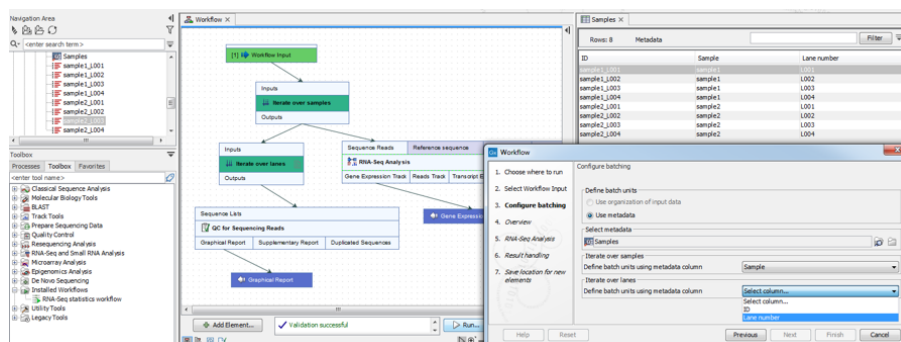 Navigation Area
<enter search term>
Samples
sample1_L001
sample1_L002
sample1_L003
sample1_L004
sample2_L001
sample2_L002
sample2_L003
sample2_L004
Toolbox
Processes Toolbox Favorites
<enter tool name>
Classical Sequence Analysis
Molecular Biology Tools
BLAST
Track Tools
Prepare Sequencing Data
Quality Control
Resequencing Analysis
RNA-Seq and Small RNA Analysis
Microarray Analysis
Epigenomics Analysis
De Novo Sequencing
Installed Workflows
RNA-Seq statistics workflow
Utility Tools
Legacy Tools
Workflow
[1] Workflow Input
Inputs
Iterate over samples
Outputs
Inputs
Iterate over lanes
Outputs
Sequence Reads Reference sequence
RNA-Seq Analysis
Gene Expression Track Reads Track Transcript E
Gene Expression
Sequence Lists
QC for Sequencing Reads
Graphical Report Supplementary Report Duplicated Sequences
Graphical Report
Add Element...
Validation successful
Run...
Samples
Rows: 8 Metadata Filter
ID Sample Lane number
sample1_L001 sample1 L001
sample1_L002 sample1 L002
sample1_L003 sample1 L003
sample1_L004 sample1 L004
sample2_L001 sample2 L001
sample2_L002 sample2 L002
sample2_L003 sample2 L003
sample2_L004 sample2 L004
Workflow
1. Choose where to run
2. Select Workflow Input
3. Configure batching
4. Overview
5. RNA-Seq Analysis
6. Result handling
7. Save location for new
elements
Configure batching
Define batch units
Use organization of input data
Use metadata
Select metadata
Samples
Iterate over samples
Define batch units using metadata column Sample
Iterate over lanes
Define batch units using metadata column Select column...
Select column...
ID
Lane number
Help Reset Previous Next Finish Cancel